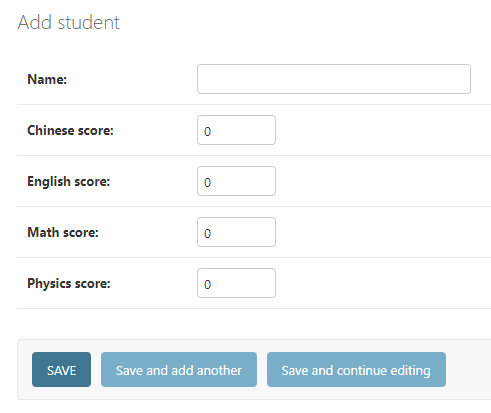 Add student
Name:
Chinese score: 0
English score: 0
Math score: 0
Physics score: 0
SAVE Save and add another Save and continue editing